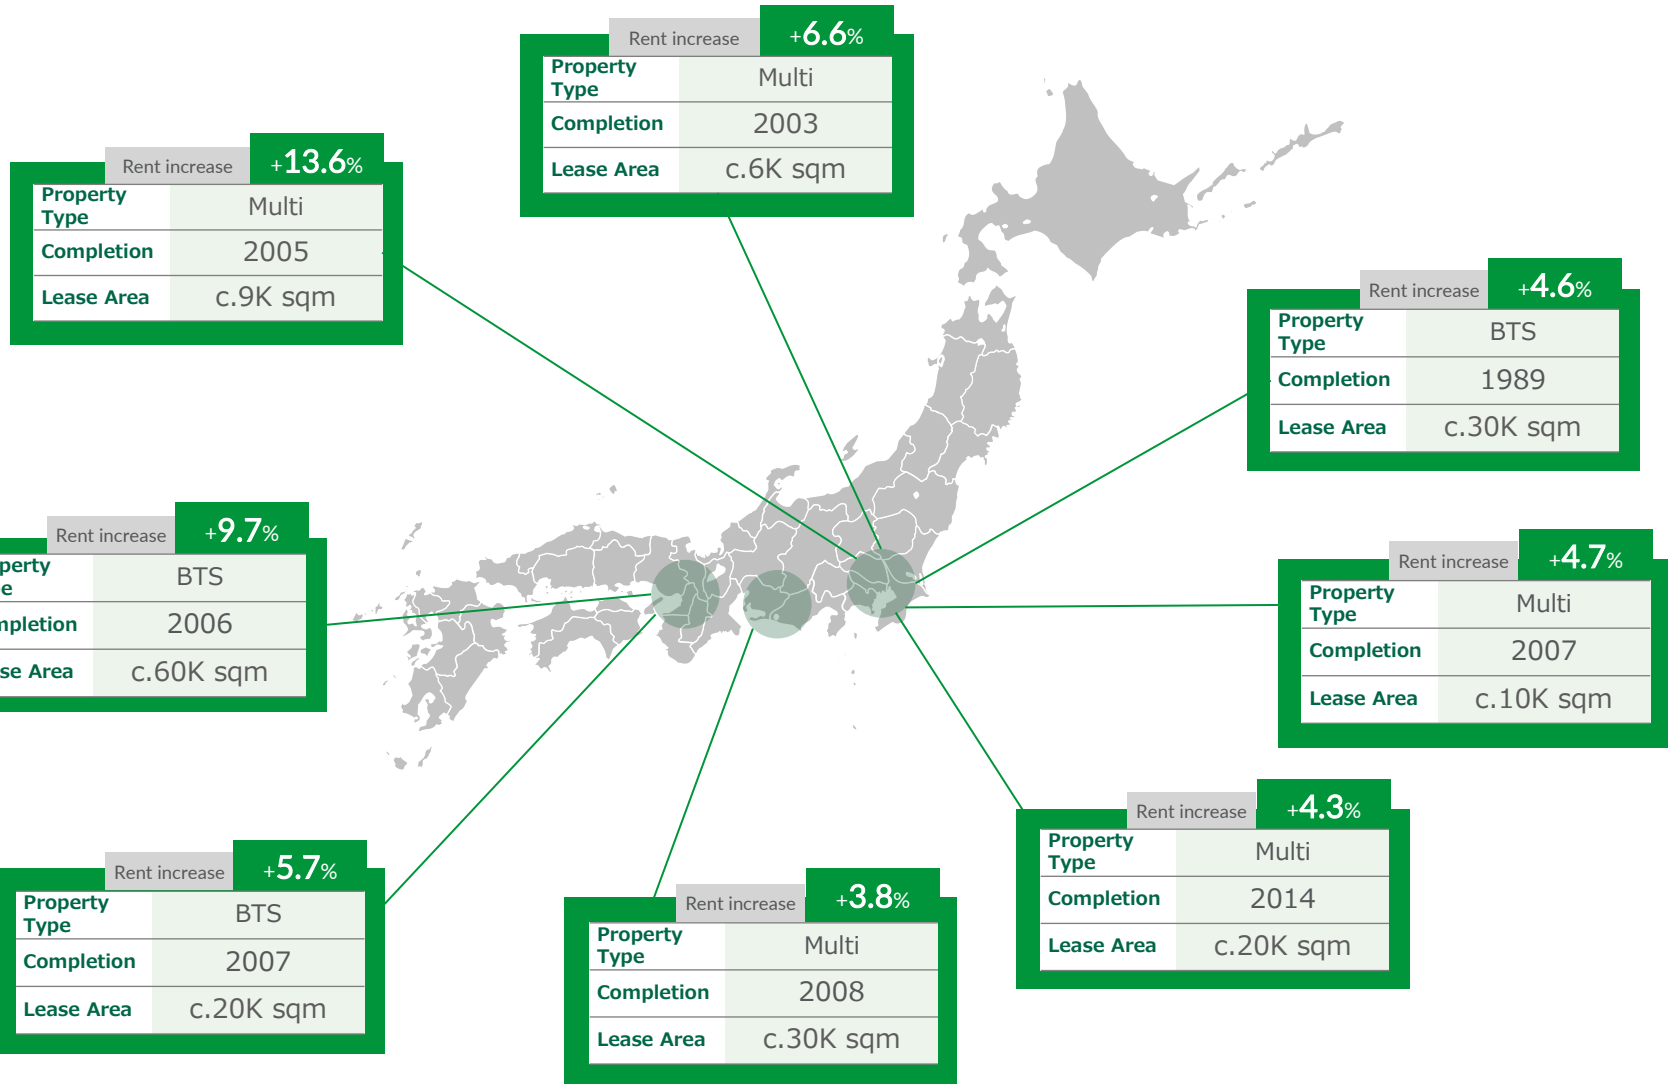 Rent increase +6.6%
Property
Type
Multi
Completion 2003
Lease Area c.6K sqm
Rent increase +13.6%
Property
Type
Multi
Completion 2005
Lease Area c.9K sqm
Rent increase +4.6%
Property
Type
BTS
Completion 1989
Lease Area c.30K sqm
Rent increase +9.7%
perty
e
BTS
mpletion 2006
se Area c.60K sqm
Rent increase +4.7%
Property
Type
Multi
Completion 2007
Lease Area c.10K sqm
Rent increase +4.3%
Property
Type
Multi
Completion 2014
Lease Area c.20K sqm
Rent increase +5.7%
Property
Type
BTS
Completion 2007
Lease Area c.20K sqm
Rent increase +3.8%
Property
Type
Multi
Completion 2008
Lease Area c.30K sqm